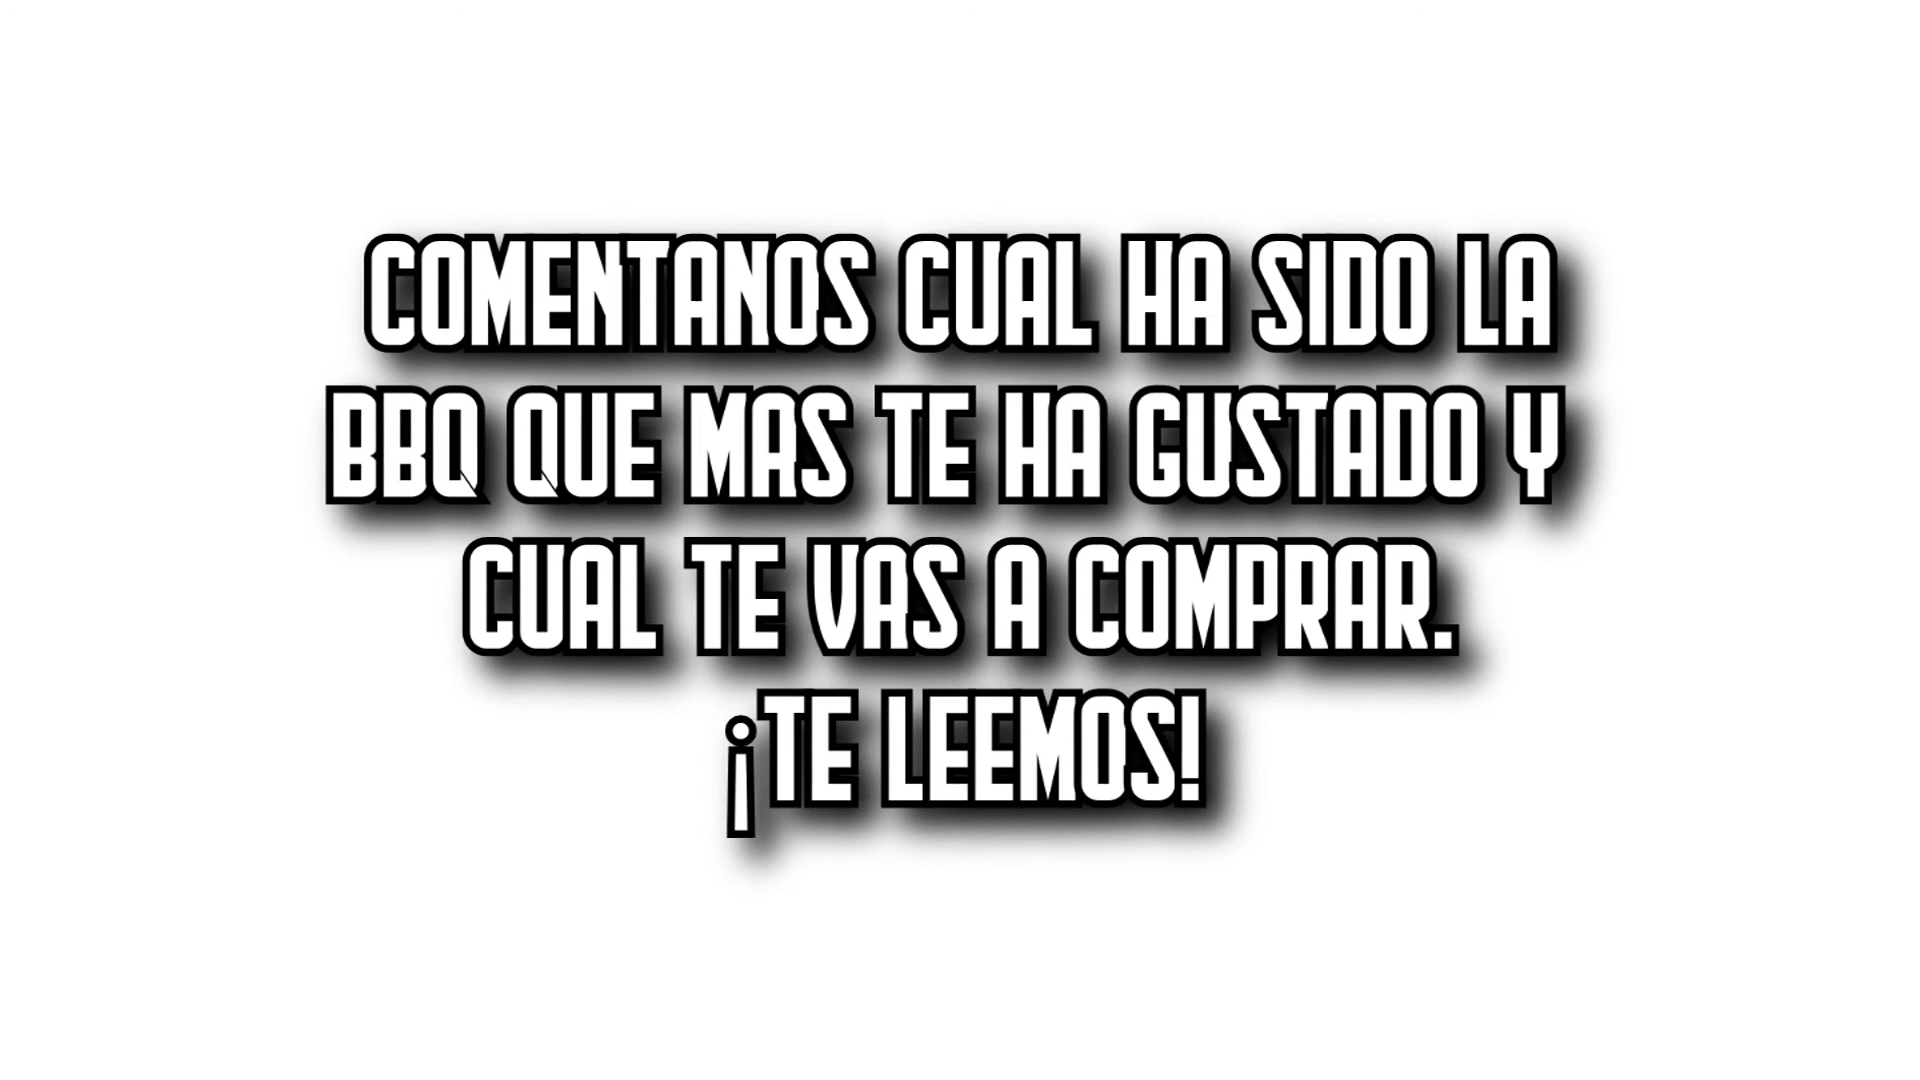 COMENTANOS CUAL HA SIDO LA
BBQ QUE MAS TE HA GUSTADO Y
CUAL TE VAS A COMPRAR.
¡TE LEEMOS!